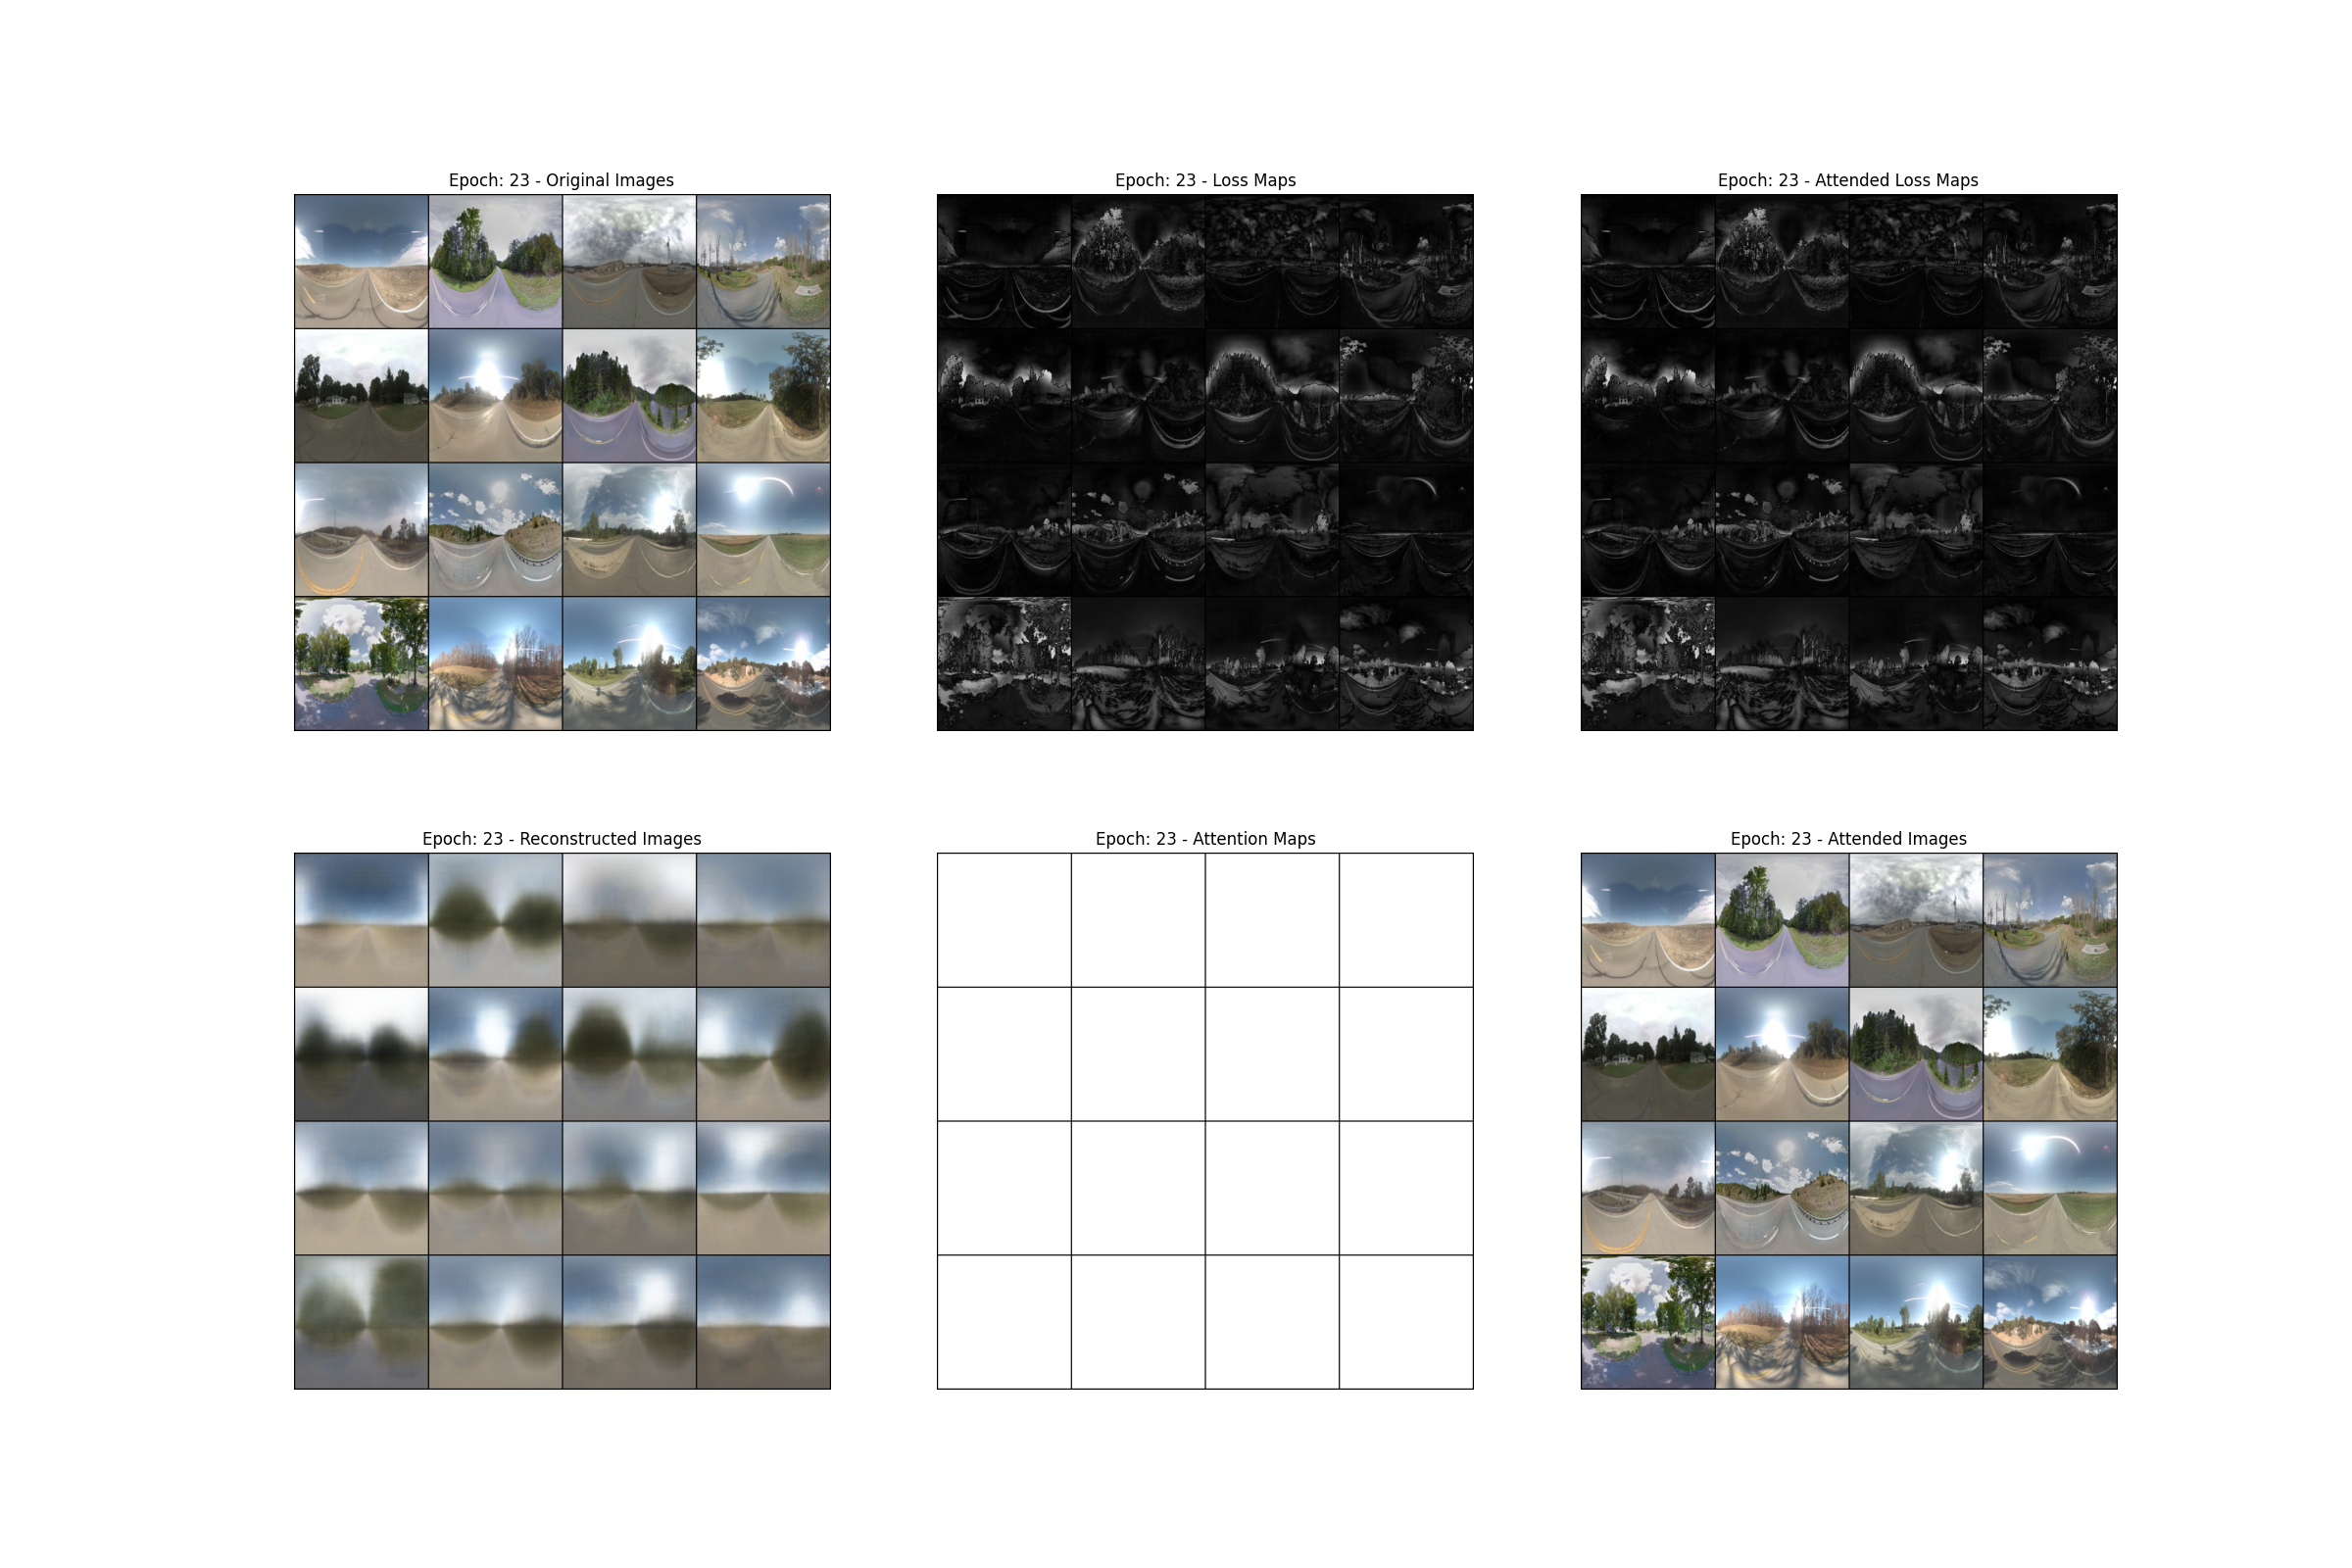 Epoch: 23 - Original Images
Epoch: 23 - Loss Maps
Epoch: 23 - Attended Loss Maps
Epoch: 23 - Reconstructed Images
Epoch: 23 - Attention Maps
Epoch: 23 - Attended Images